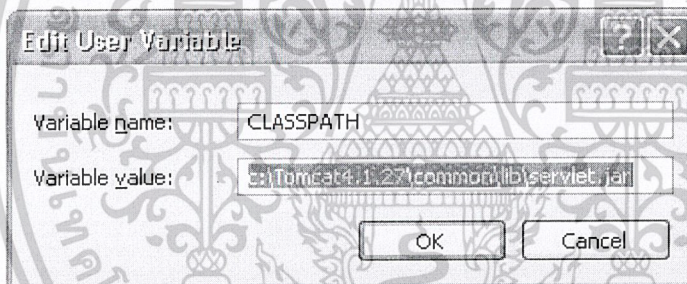 Edit User Variable
Variable name: CLASSPATH
Variable value: c:\Tomcat4.1.27\common\lib\servlet.jar
OK Cancel